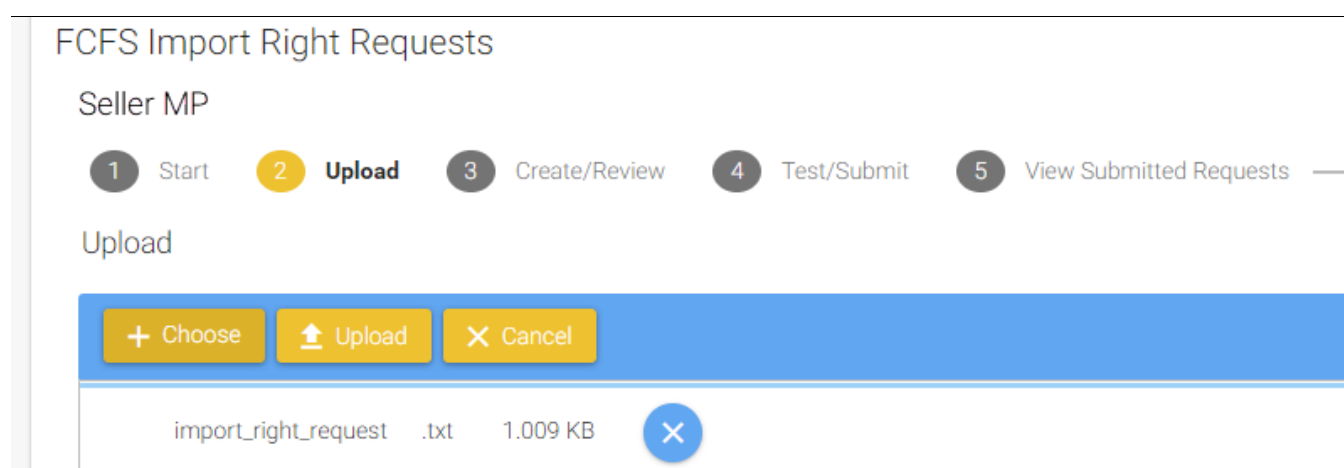 FCFS Import Right Requests
Seller MP
1 Start 2 Upload 3 Create/Review 4 Test/Submit 5 View Submitted Requests
Upload
Choose Upload Cancel
import_right_request .txt 1.009 KB